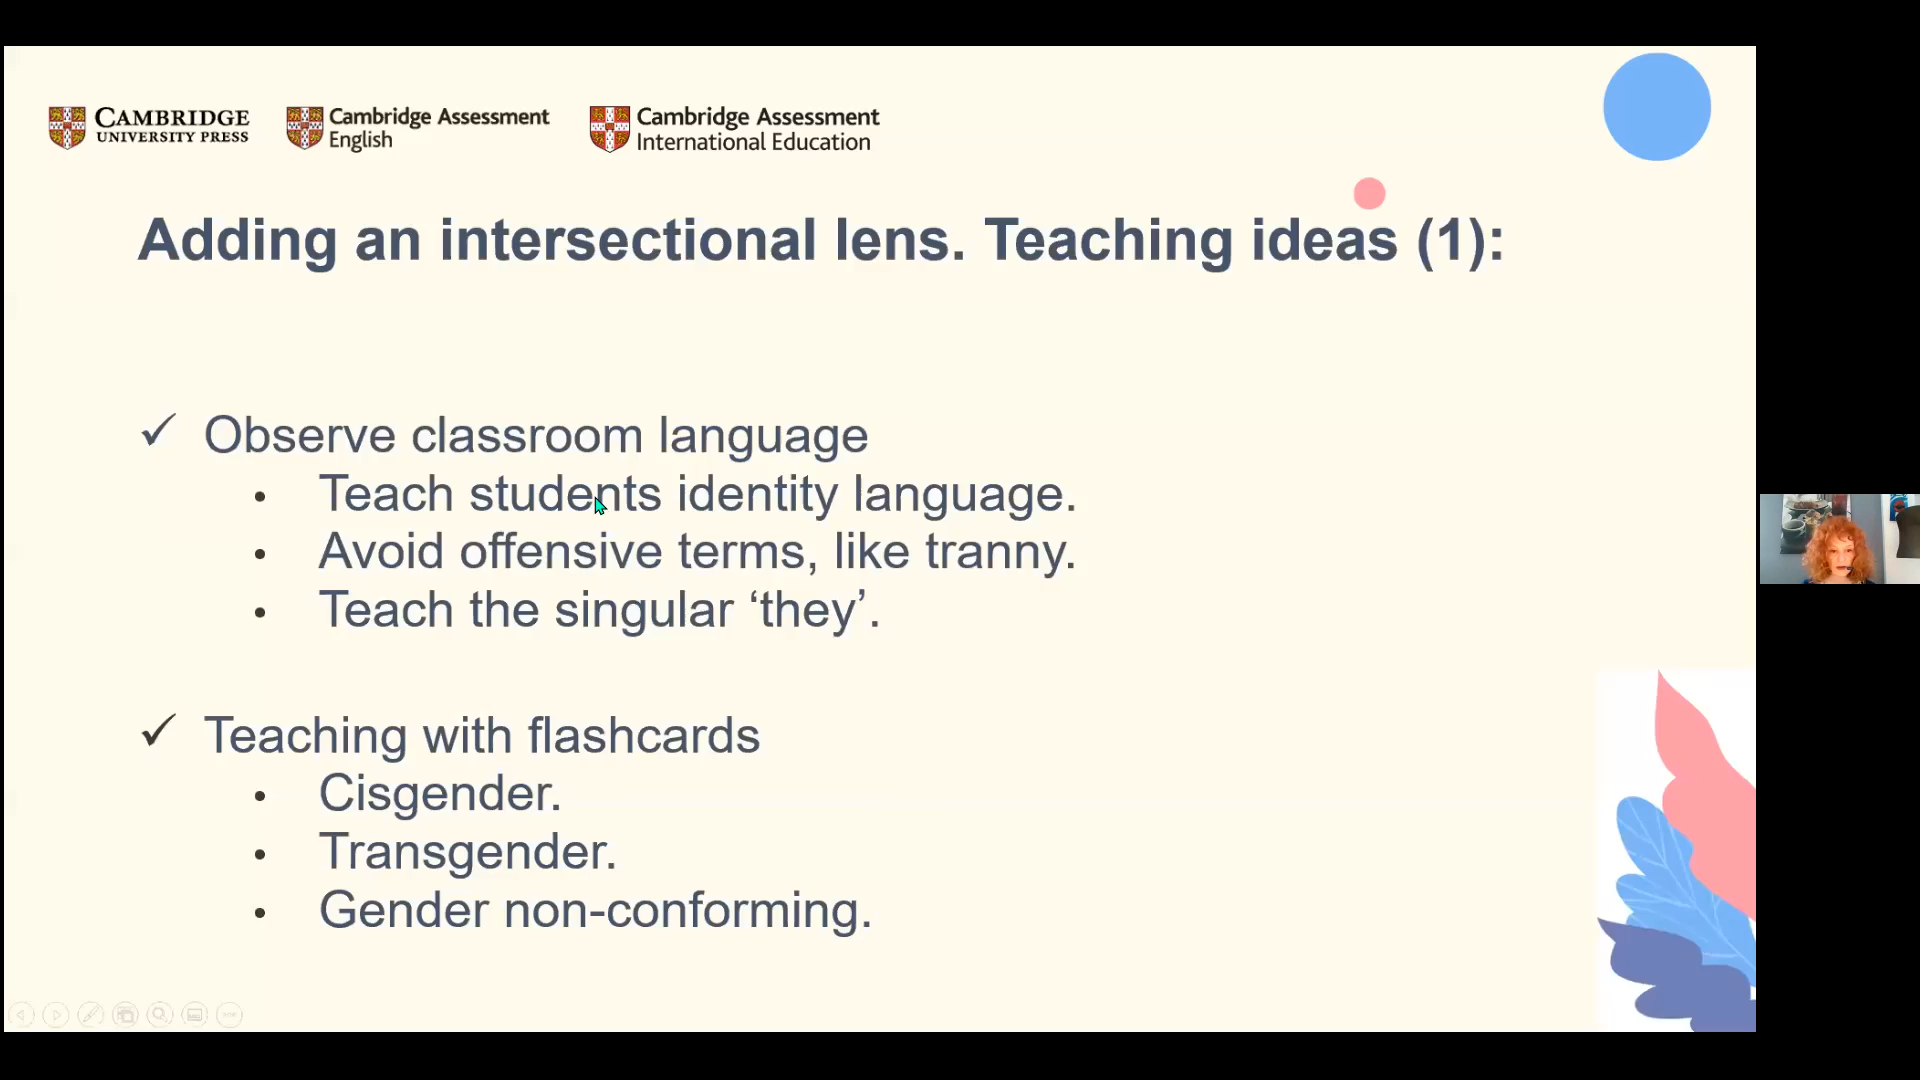 CAMBRIDGE
UNIVERSITY PRESS
Cambridge Assessment
English
Cambridge Assessment
International Education
Adding an intersectional lens. Teaching ideas (1):
✓ Observe classroom language
• Teach students identity language.
• Avoid offensive terms, like tranny.
• Teach the singular ‘they’.
✓ Teaching with flashcards
• Cisgender.
• Transgender.
• Gender non-conforming.